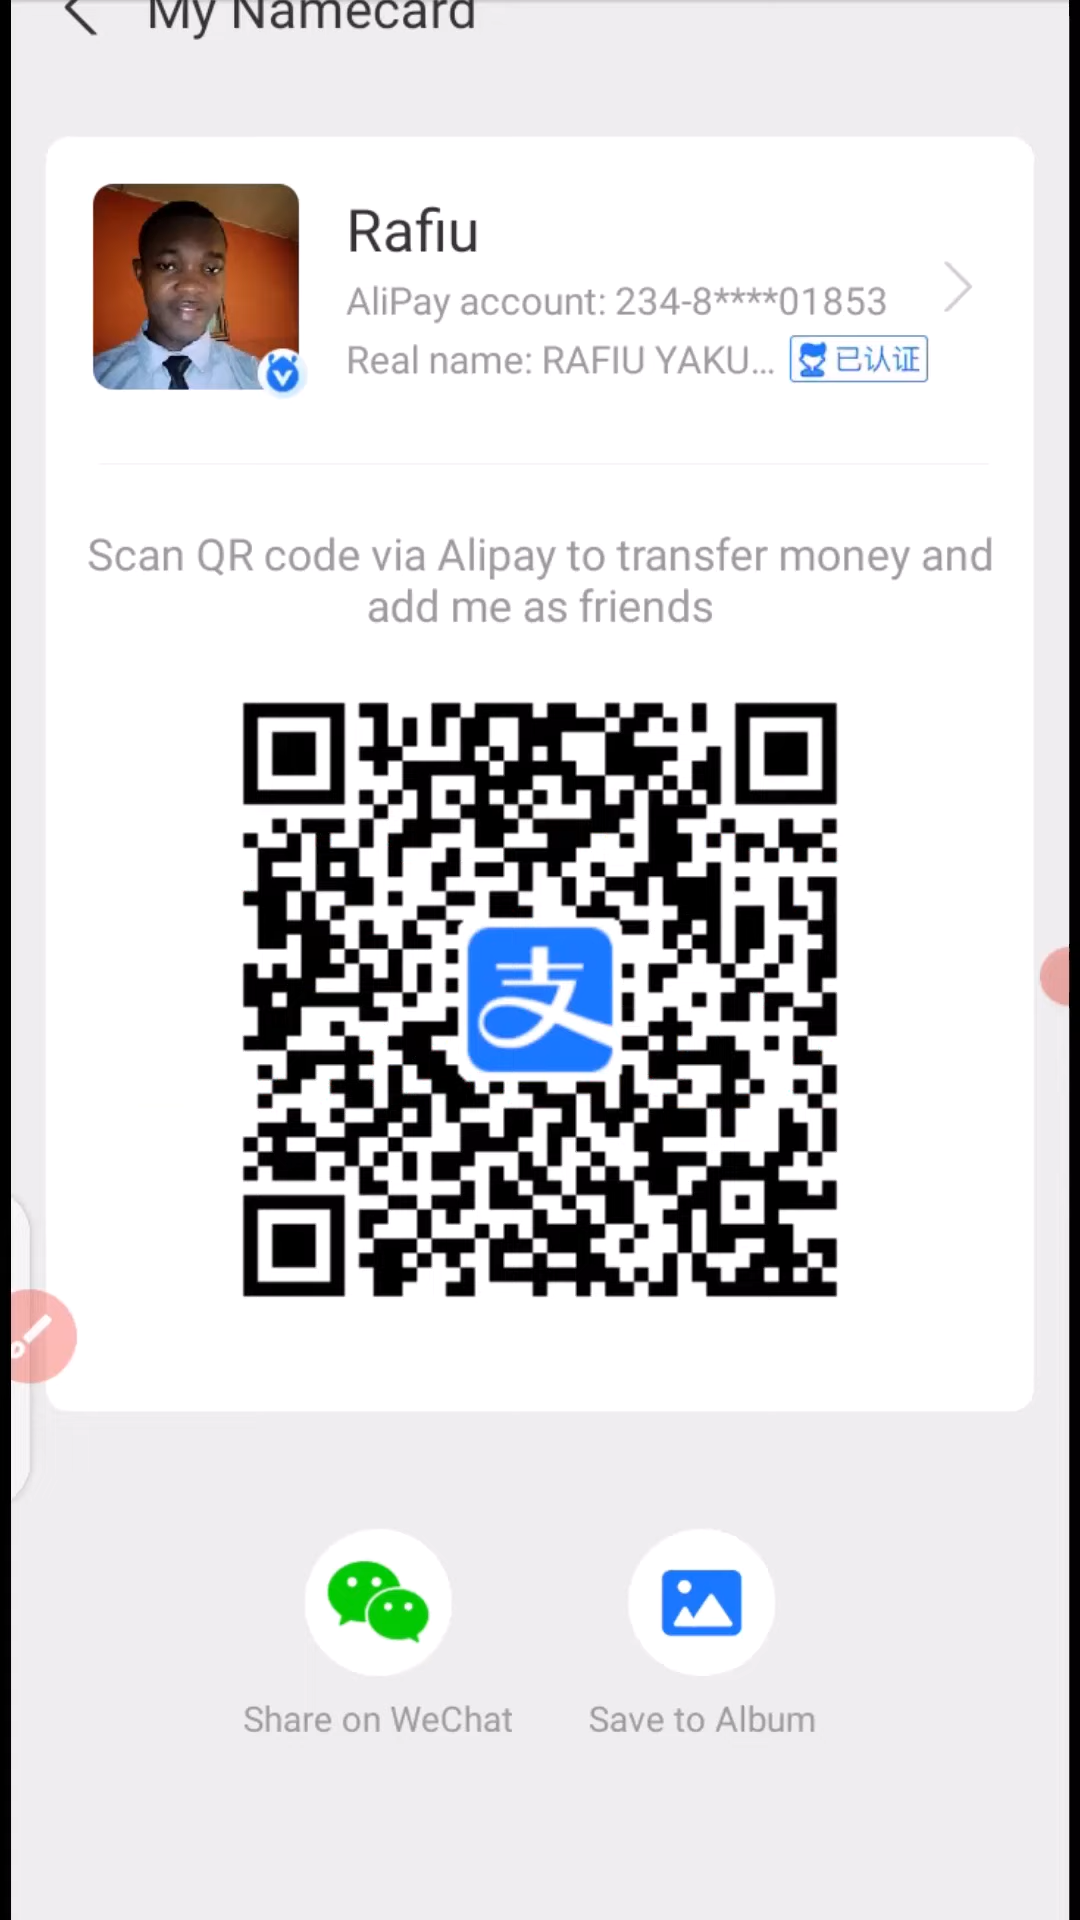 My Namecard
Rafiu
AliPay account: 234-8****01853
Real name: RAFIU YAKU... 已认证
Scan QR code via Alipay to transfer money and
add me as friends
支
Share on WeChat
Save to Album